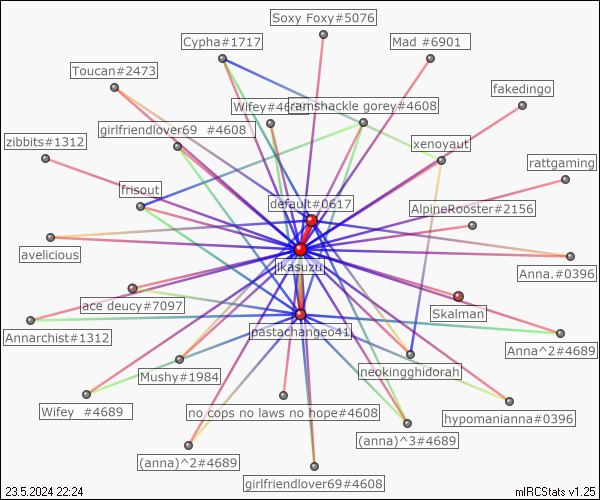 Soxy Foxy#5076
Cypha#1717
Mad #6901
Toucan#2473
fakedingo
ramshackle gorey#4608
girlfriendlover69 #4608
zibbits#1312
xenoyaut
rattgaming
frisout
default#0617
AlpineRooster#2156
avelicious
jikasuzu
Anna.#0396
ace deucy#7097
Skalman
Annarchist#1312
pastachangeo41
Anna^2#4689
neokingghidorah
Mushy#1984
Wifey #4689
no cops no laws no hope#4608
hypomanianna#0396
(anna)^3#4689
(anna)^2#4689
girlfriendlover69#4608
23.5.2024 22:24
mIRCStats v1.25